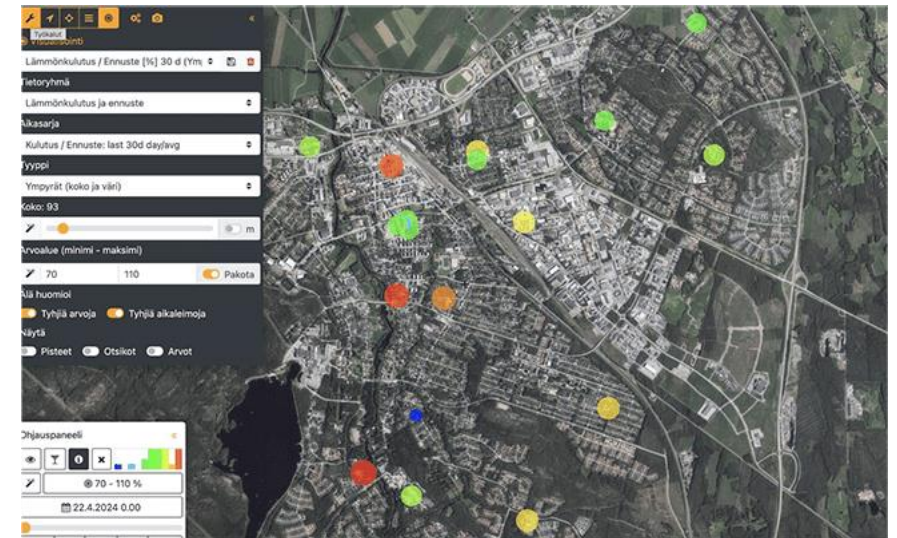 Työkalut
Visualisointi
Lämmönkulutus / Ennuste [%] 30 d (Ym
Tietoryhmä
Lämmönkulutus ja ennuste
Aikasarja
Kulutus / Ennuste: last 30d day/avg
Tyyppi
Ympyrät (koko ja väri)
Koko: 93
m
Arvoalue (minimi - maksimi)
70 110 Pakota
Älä huomioi
Tyhjiä arvoja Tyhjiä aikaleimoja
Näytä
Pisteet Otsikot Arvot
Ohjauspaneeli
70 - 110 %
22.4.2024 0.00